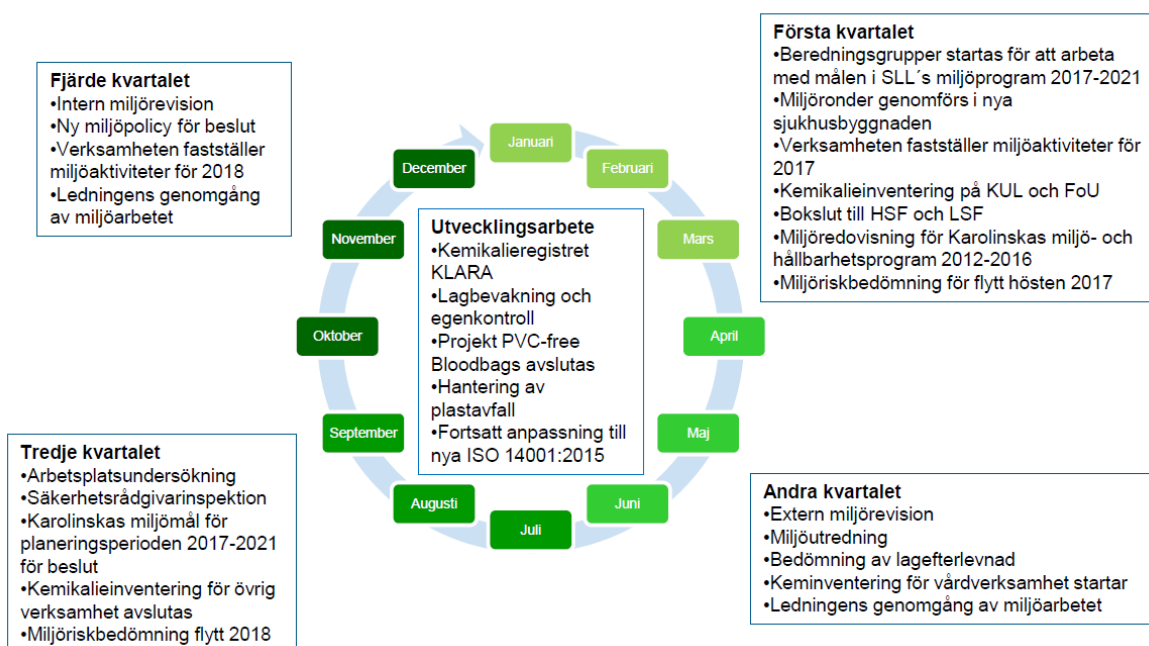 Första kvartalet
•Beredningsgrupper startas för att arbeta
med målen i SLL´s miljöprogram 2017-2021
•Miljöronder genomförs i nya
sjukhusbyggnaden
•Verksamheten fastställer miljöaktiviteter för
2017
•Kemikalieinventering på KUL och FoU
•Bokslut till HSF och LSF
•Miljöredovisning för Karolinskas miljö- och
hållbarhetsprogram 2012-2016
•Miljöriskbedömning för flytt hösten 2017
Fjärde kvartalet
•Intern miljörevision
•Ny miljöpolicy för beslut
•Verksamheten fastställer
miljöaktiviteter för 2018
•Ledningens genomgång
av miljöarbetet
Januari
Februari
Mars
April
Maj
Juni
Juli
Augusti
September
Oktober
November
December
Utvecklingsarbete
•Kemikalieregistret
KLARA
•Lagbevakning och
egenkontroll
•Projekt PVC-free
Bloodbags avslutas
•Hantering av
plastavfall
•Fortsatt anpassning till
nya ISO 14001:2015
Tredje kvartalet
•Arbetsplatsundersökning
•Säkerhetsrådgivarinspektion
•Karolinskas miljömål för
planeringsperioden 2017-2021
för beslut
•Kemikalieinventering för övrig
verksamhet avslutas
•Miljöriskbedömning flytt 2018
Andra kvartalet
•Extern miljörevision
•Miljöutredning
•Bedömning av lagefterlevnad
•Keminventering för vårdverksamhet startar
•Ledningens genomgång av miljöarbetet